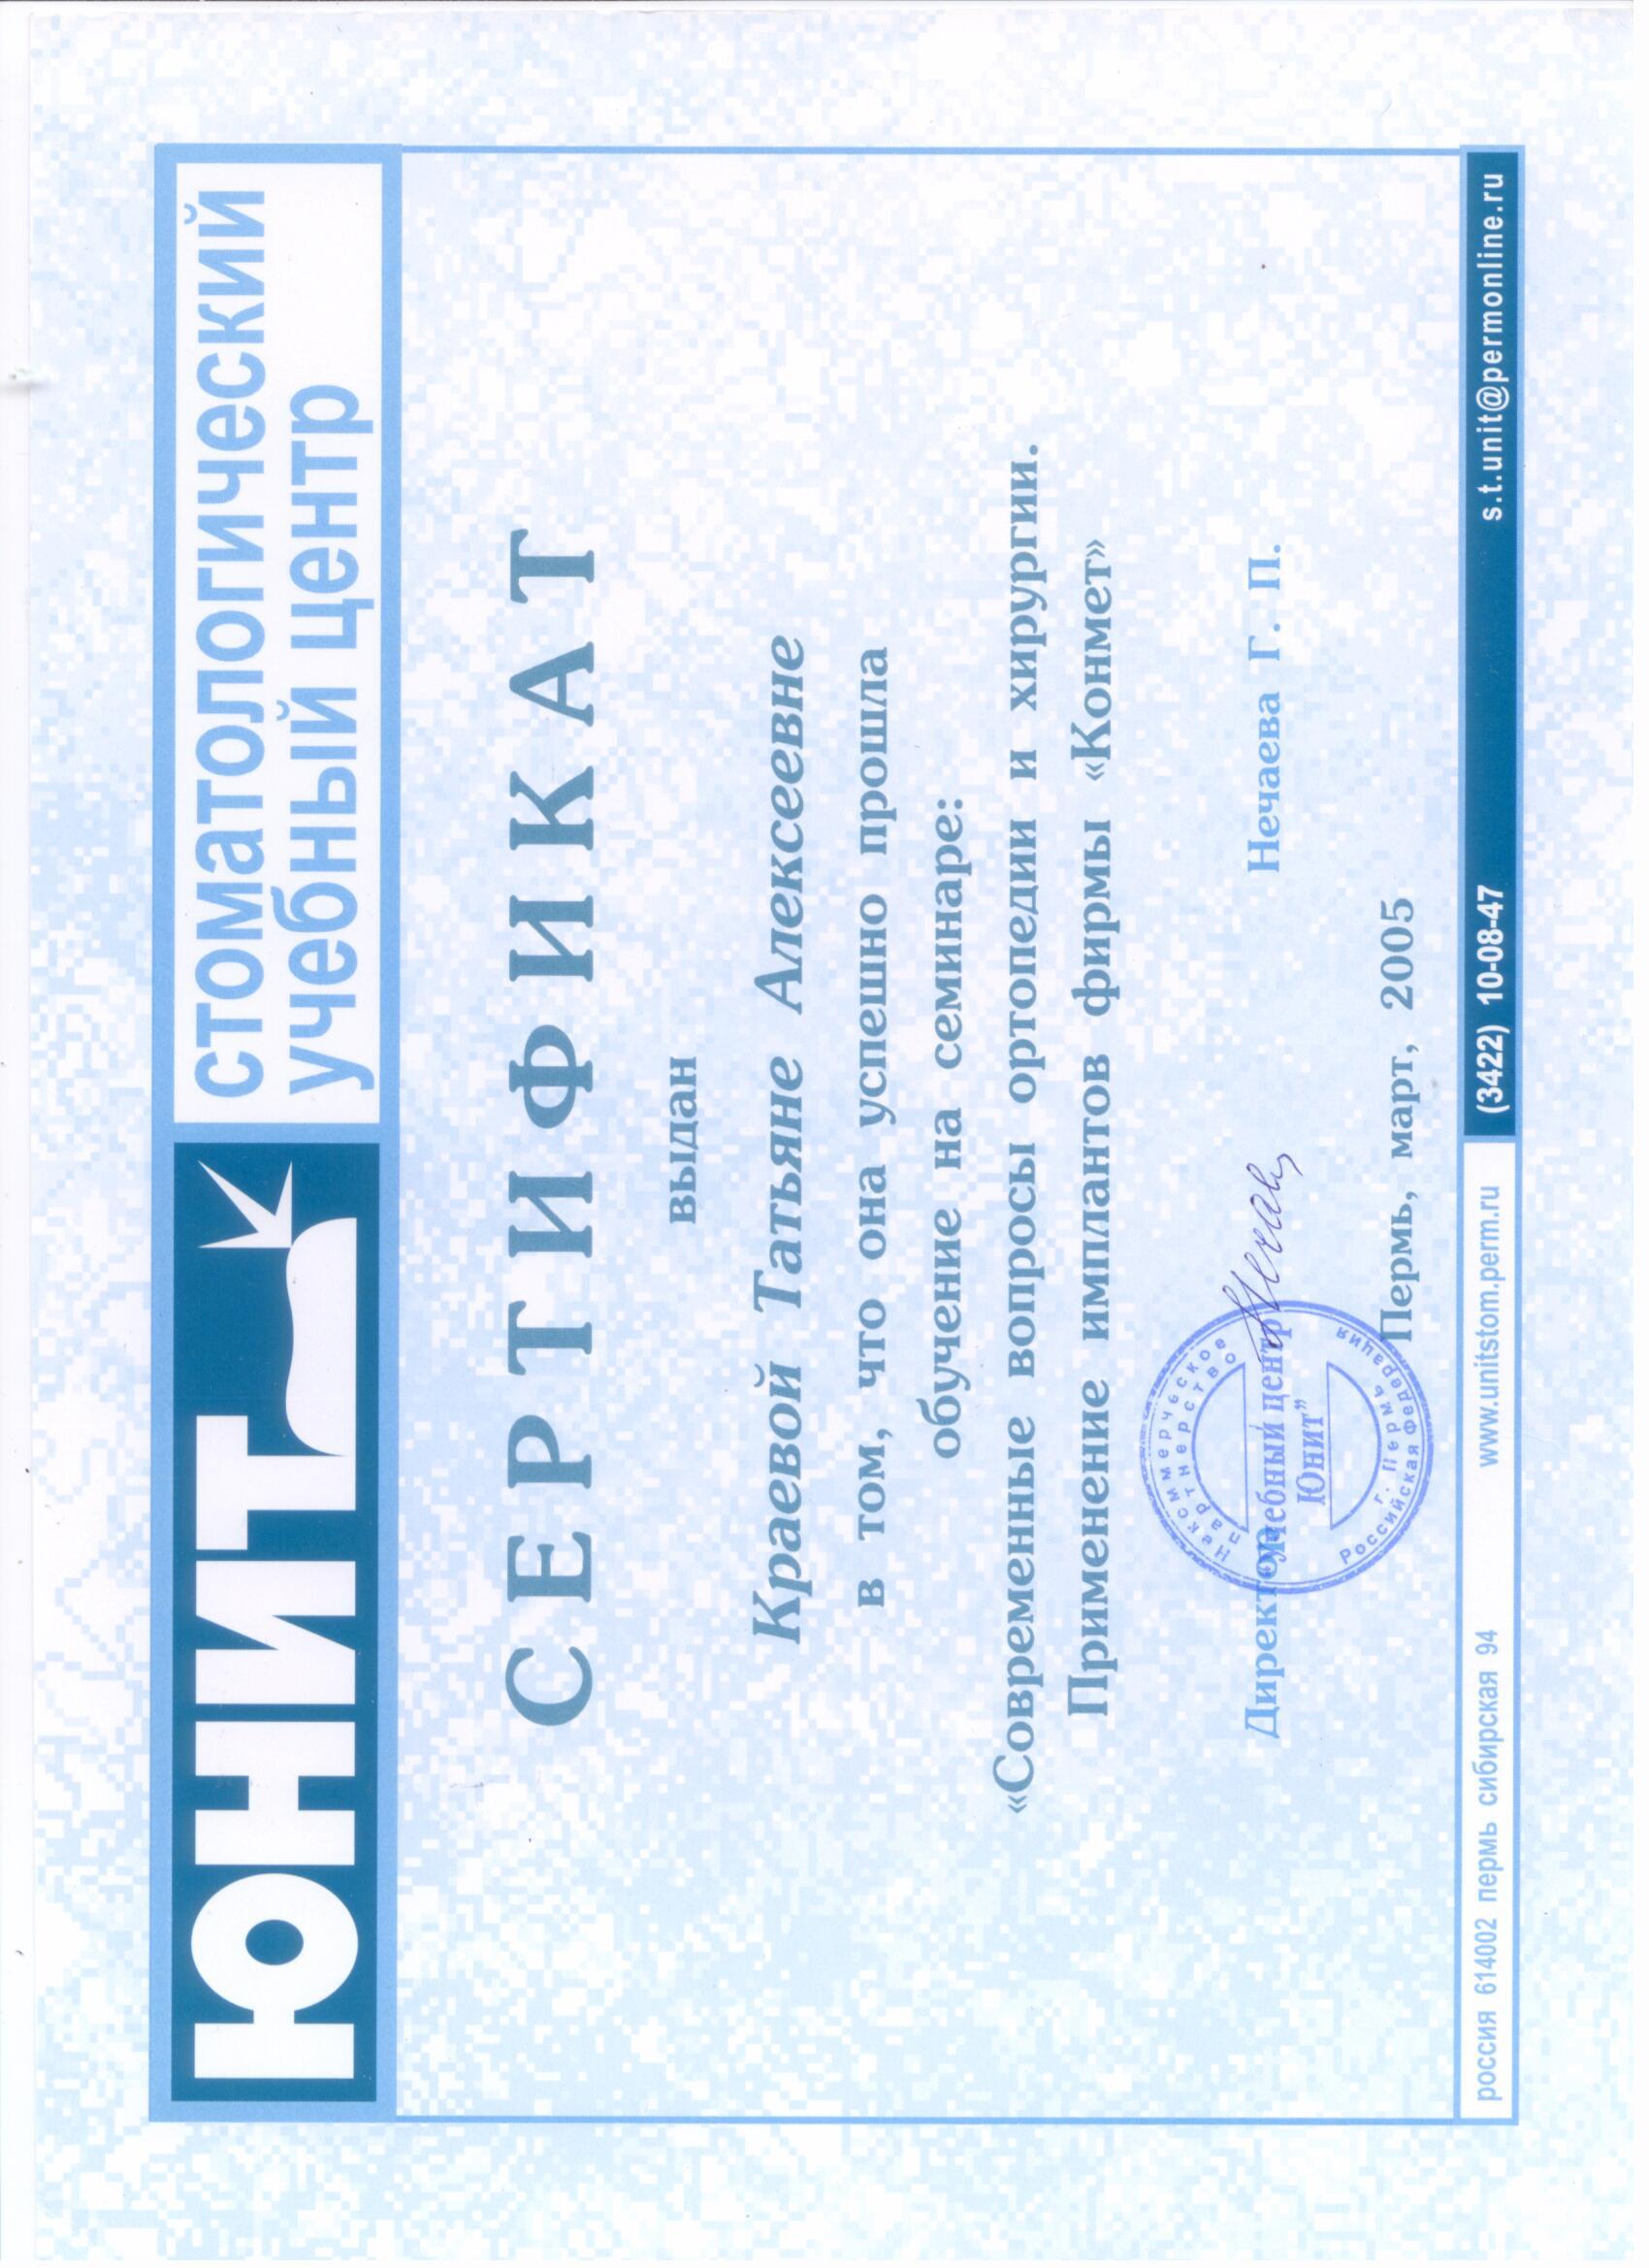 ЮНИТ
стоматологический
учебный центр
СЕРТИФИКАТ
выдан
Краевой Татьяне Алексеевне
в том, что она успешно прошла
обучение на семинаре:
«Современные вопросы ортопедии и хирургии.
Применение имплантов фирмы «Конмет»
Директор
Нечаева Г. П.
Некоммерческое
партнерство
Учебный центр
Юнит”
г. Пермь
Российская Федерация
Пермь, март, 2005
россия 614002 пермь сибирская 94 www.unitstom.perm.ru (3422) 10-08-47 s.t.unit@permonline.ru